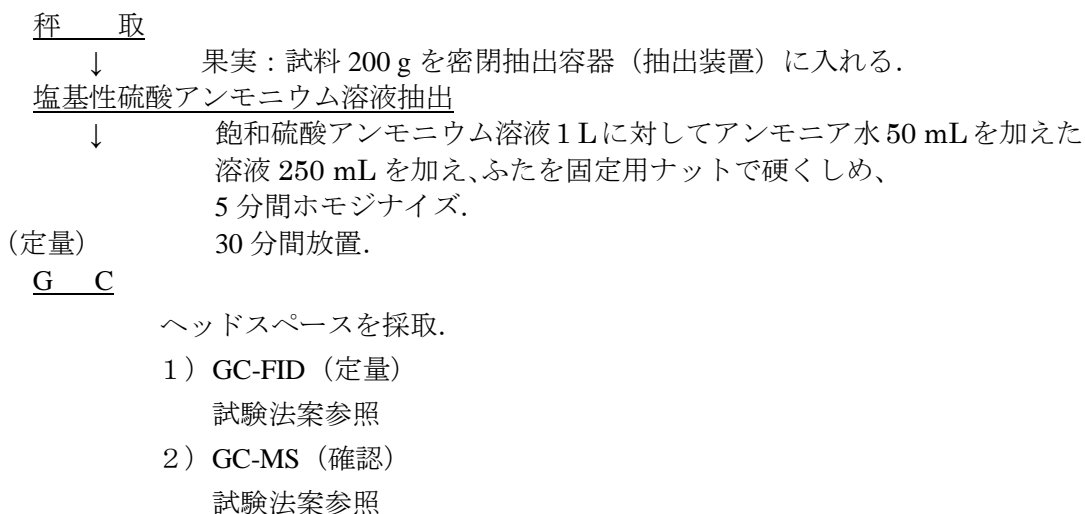 秤　　取
↓　　果実：試料 200 g を密閉抽出容器（抽出装置）に入れる．
塩基性硫酸アンモニウム溶液抽出
↓　　飽和硫酸アンモニウム溶液 1 L に対してアンモニア水 50 mL を加えた
溶液 250 mL を加え、ふたを固定用ナットで硬くしめ、
5 分間ホモジナイズ．
（定量）　　30 分間放置．
G　C
ヘッドスペースを採取．
１）GC-FID（定量）
試験法案参照
２）GC-MS（確認）
試験法案参照